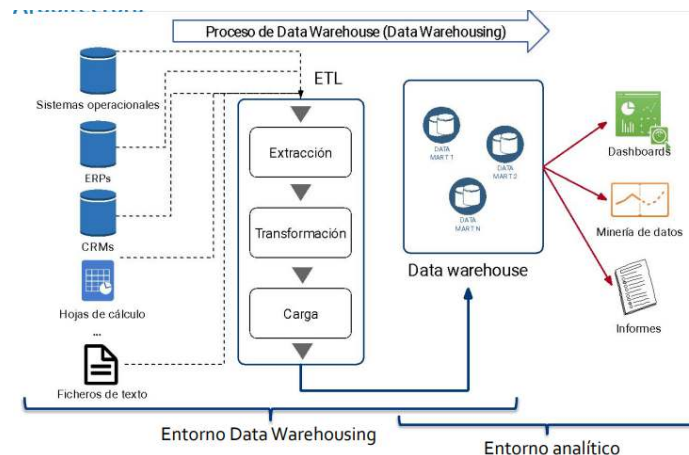 Arquitectura
Proceso de Data Warehouse (Data Warehousing)
ETL
Sistemas operacionales
ERPs
CRMs
Hojas de cálculo
...
Ficheros de texto
Extracción
Transformación
Carga
DATA
MART 1
DATA
MART 2
DATA
MART N
Data warehouse
Dashboards
Minería de datos
Informes
Entorno Data Warehousing
Entorno analítico